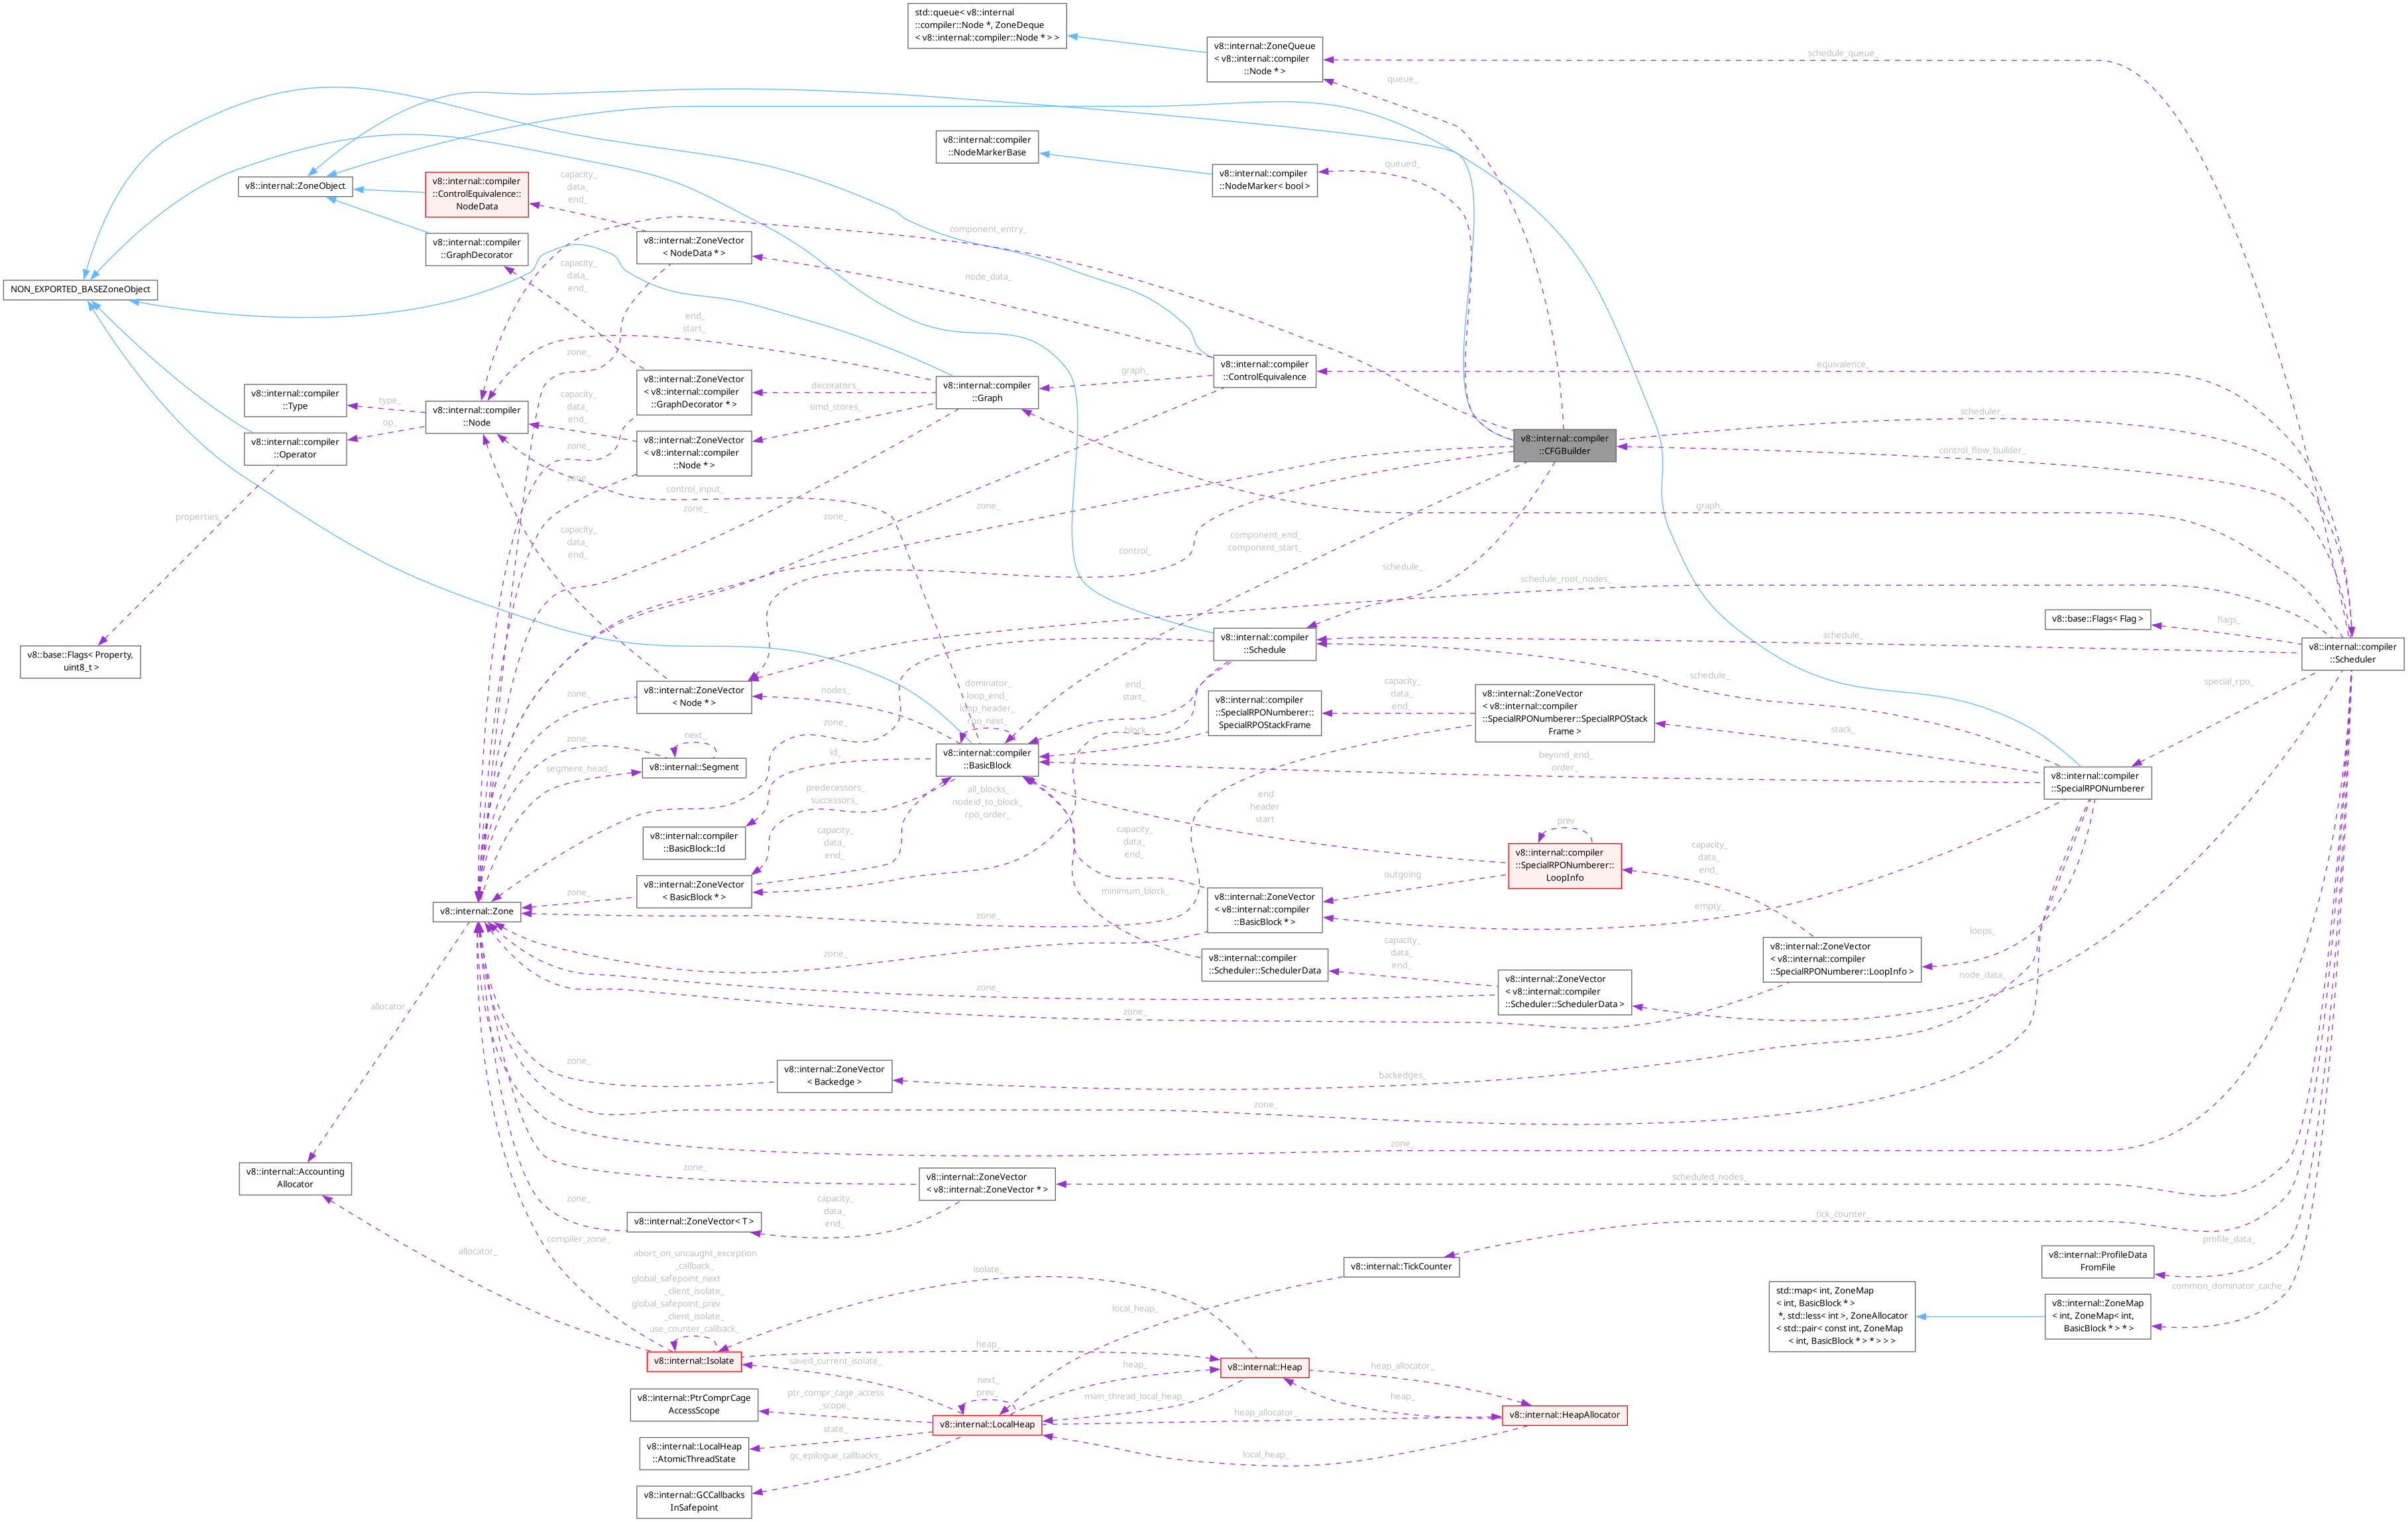 std::queue< v8::internal
::compiler::Node *, ZoneDeque
< v8::internal::compiler::Node * > >
v8::internal::ZoneQueue
< v8::internal::compiler
::Node * >
schedule_queue_
queue_
v8::internal::compiler
::NodeMarkerBase
v8::internal::compiler
::NodeMarker< bool >
queued_
v8::internal::ZoneObject
v8::internal::compiler
::ControlEquivalence::
NodeData
capacity_
data_
end_
v8::internal::compiler
::GraphDecorator
v8::internal::ZoneVector
< NodeData * >
component_entry_
node_data_
capacity_
data_
end_
NON_EXPORTED_BASEZoneObject
end_
start_
zone_
v8::internal::compiler
::Type
type_
v8::internal::compiler
::Node
op_
v8::internal::compiler
::Operator
v8::internal::ZoneVector
< v8::internal::compiler
::GraphDecorator * >
decorators_
simd_stores_
v8::internal::compiler
::Graph
graph_
v8::internal::compiler
::ControlEquivalence
equivalence_
capacity_
data_
end_
v8::internal::ZoneVector
< v8::internal::compiler
::Node * >
zone_
zone_
v8::internal::compiler
::CFGBuilder
scheduler_
control_flow_builder_
control_input_
zone_
zone_
zone_
graph_
properties_
capacity_
data_
end_
control_
component_end_
component_start_
schedule_
schedule_root_nodes_
v8::base::Flags< Property,
uint8_t >
v8::internal::compiler
::Schedule
schedule_
v8::base::Flags< Flag >
flags_
v8::internal::compiler
::Scheduler
v8::internal::ZoneVector
< Node * >
zone_
nodes_
dominator_
loop_end_
loop_header_
rpo_next_
end_
start_
v8::internal::compiler
::SpecialRPONumberer::
SpecialRPOStackFrame
capacity_
data_
end_
v8::internal::ZoneVector
< v8::internal::compiler
::SpecialRPONumberer::SpecialRPOStack
Frame >
schedule_
special_rpo_
stack_
zone_
block
next_
v8::internal::Segment
zone_
segment_head_
id_
v8::internal::compiler
::BasicBlock
beyond_end_
order_
v8::internal::compiler
::SpecialRPONumberer
predecessors_
successors_
all_blocks_
nodeid_to_block_
rpo_order_
end
header
start
v8::internal::compiler
::BasicBlock::Id
capacity_
data_
end_
capacity_
data_
end_
prev
v8::internal::compiler
::SpecialRPONumberer::
LoopInfo
capacity_
data_
end_
outgoing
v8::internal::ZoneVector
< BasicBlock * >
zone_
minimum_block_
v8::internal::Zone
zone_
v8::internal::ZoneVector
< v8::internal::compiler
::BasicBlock * >
empty_
loops_
zone_
v8::internal::compiler
::Scheduler::SchedulerData
capacity_
data_
end_
v8::internal::ZoneVector
< v8::internal::compiler
::SpecialRPONumberer::LoopInfo >
node_data_
v8::internal::ZoneVector
< v8::internal::compiler
::Scheduler::SchedulerData >
zone_
zone_
allocator_
zone_
v8::internal::ZoneVector
< Backedge >
backedges_
zone_
zone_
v8::internal::Accounting
Allocator
zone_
v8::internal::ZoneVector
< v8::internal::ZoneVector * >
scheduled_nodes_
zone_
v8::internal::ZoneVector< T >
capacity_
data_
end_
tick_counter_
compiler_zone_
allocator_
abort_on_uncaught_exception
_callback_
global_safepoint_next
_client_isolate_
global_safepoint_prev
_client_isolate_
use_counter_callback_
isolate_
v8::internal::TickCounter
v8::internal::ProfileData
FromFile
profile_data_
common_dominator_cache_
std::map< int, ZoneMap
< int, BasicBlock * >
*, std::less< int >, ZoneAllocator
< std::pair< const int, ZoneMap
< int, BasicBlock * > * > > >
v8::internal::ZoneMap
< int, ZoneMap< int,
BasicBlock * > * >
local_heap_
v8::internal::Isolate
saved_current_isolate_
heap_
heap_
v8::internal::Heap
heap_allocator_
v8::internal::PtrComprCage
AccessScope
ptr_compr_cage_access
_scope_
next_
prev_
main_thread_local_heap_
heap_
v8::internal::LocalHeap
heap_allocator_
v8::internal::HeapAllocator
v8::internal::LocalHeap
::AtomicThreadState
state_
gc_epilogue_callbacks_
local_heap_
v8::internal::GCCallbacks
InSafepoint